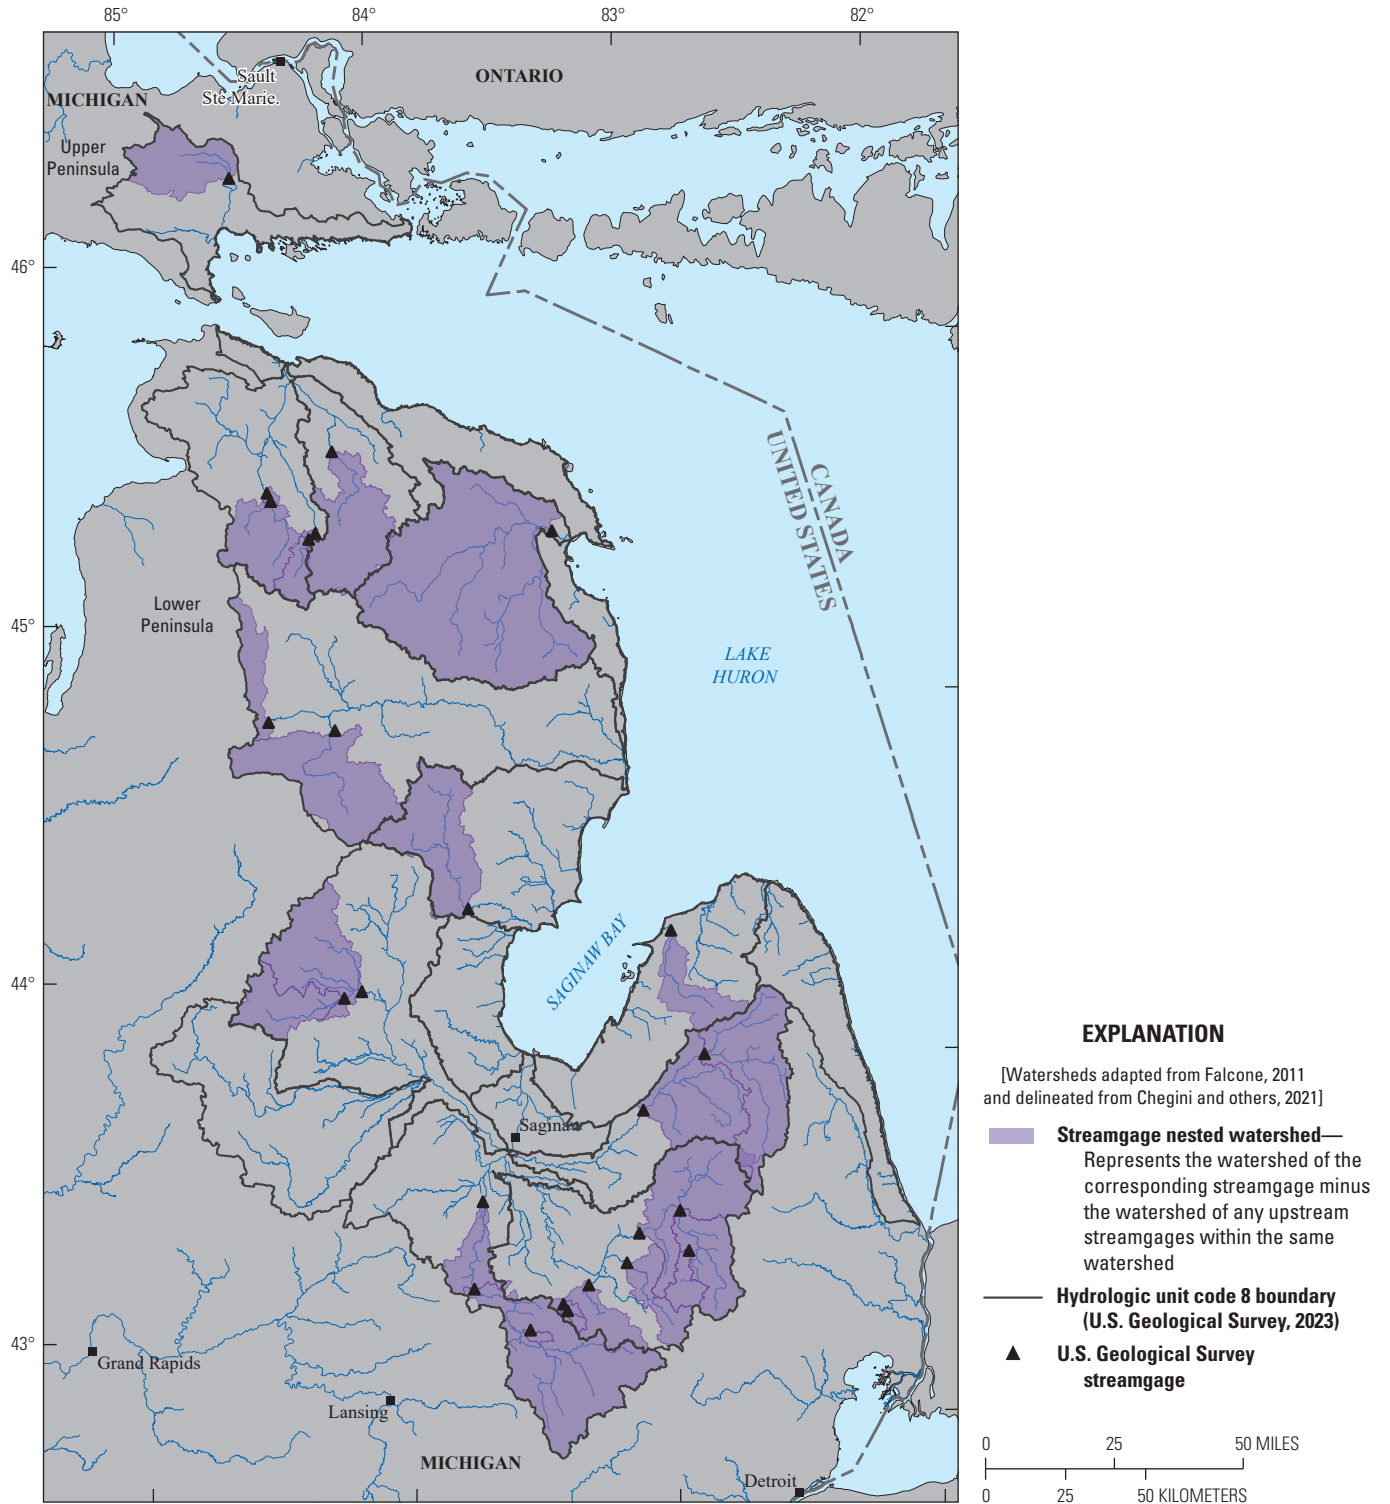 85°
84°
83°
82°
Sault
Ste Marie.
ONTARIO
MICHIGAN
Upper
Peninsula
46°
CANADA
UNITED STATES
Lower
Peninsula
45°
LAKE
HURON
SAGINAW BAY
44°
Saginaw
43°
Grand Rapids
Lansing
MICHIGAN
Detroit
EXPLANATION
[Watersheds adapted from Falcone, 2011
and delineated from Chegini and others, 2021]
Streamgage nested watershed—
Represents the watershed of the
corresponding streamgage minus
the watershed of any upstream
streamgages within the same
watershed
Hydrologic unit code 8 boundary
(U.S. Geological Survey, 2023)
U.S. Geological Survey
streamgage
0 25 50 MILES
0 25 50 KILOMETERS